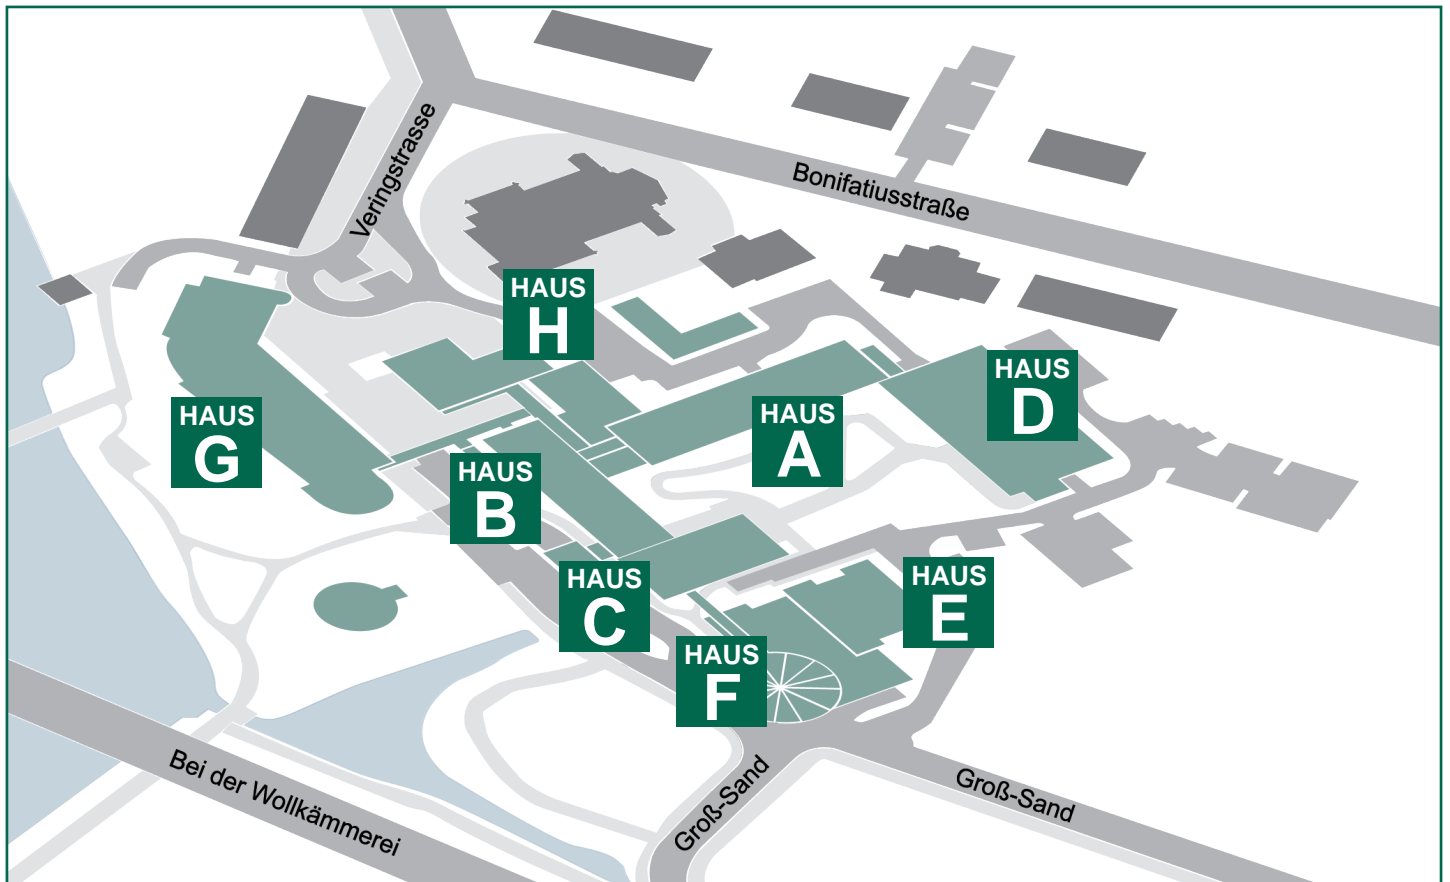 Veringstrasse
Bonifatiusstraße
HAUS
H
HAUS
D
HAUS
A
HAUS
G
HAUS
B
HAUS
C
HAUS
E
HAUS
F
Bei der Wollkämmerei
Groß-Sand
Groß-Sand